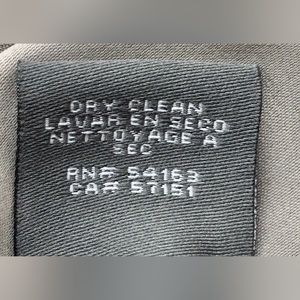 DRY CLEAN
LAVAR EN SECO
NETTOYAGE A
SEC
RN# 54163
CA# 57151